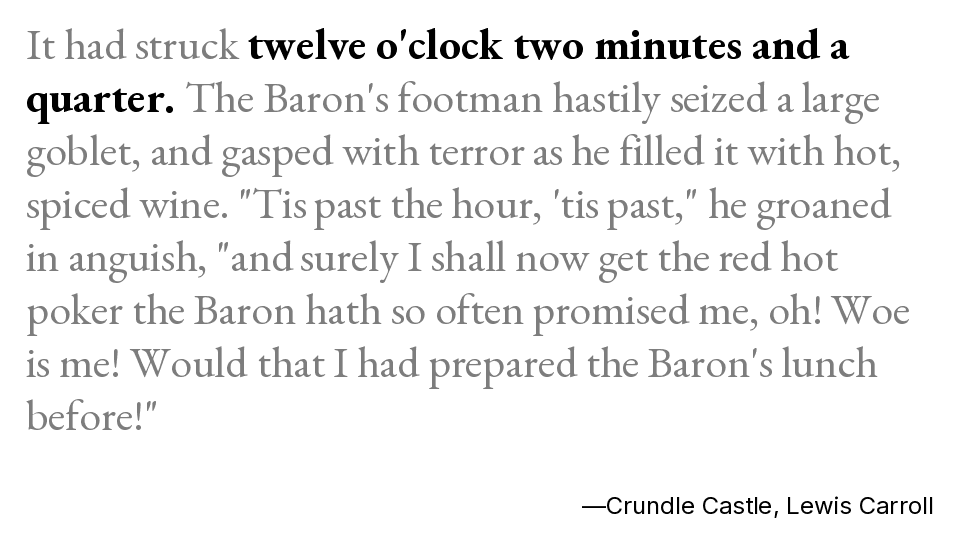 It had struck twelve o'clock two minutes and a
quarter. The Baron's footman hastily seized a large
goblet, and gasped with terror as he filled it with hot,
spiced wine. "Tis past the hour, 'tis past," he groaned
in anguish, "and surely I shall now get the red hot
poker the Baron hath so often promised me, oh! Woe
is me! Would that I had prepared the Baron's lunch
before!"
—Crundle Castle, Lewis Carroll